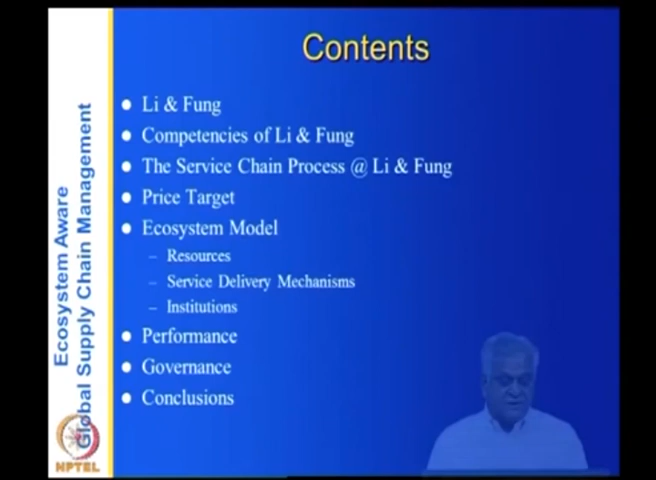 Contents
Li & Fung
Competencies of Li & Fung
The Service Chain Process @ Li & Fung
Price Target
Ecosystem Model
– Resources
– Service Delivery Mechanisms
– Institutions
Performance
Governance
Conclusions
Ecosystem Aware
Global Supply Chain Management
NPTEL